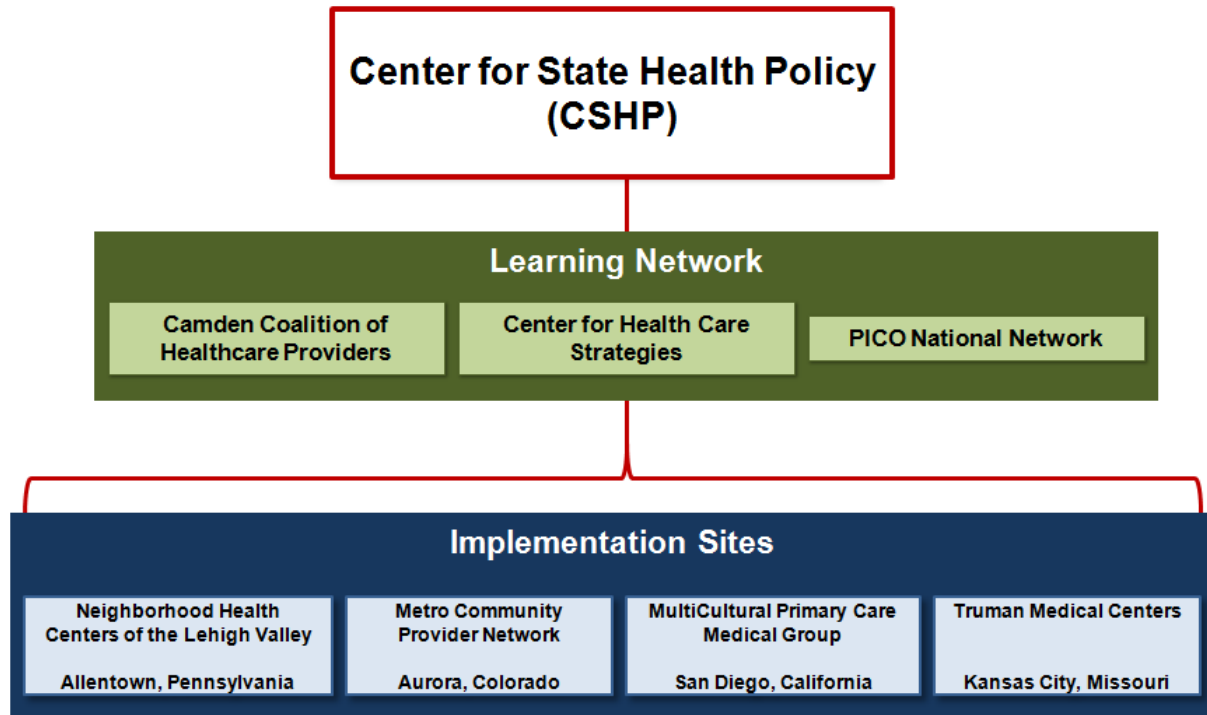 Center for State Health Policy
(CSHP)
Learning Network
Camden Coalition of
Healthcare Providers
Center for Health Care
Strategies
PICO National Network
Implementation Sites
Neighborhood Health
Centers of the Lehigh Valley
Allentown, Pennsylvania
Metro Community
Provider Network
Aurora, Colorado
MultiCultural Primary Care
Medical Group
San Diego, California
Truman Medical Centers
Kansas City, Missouri